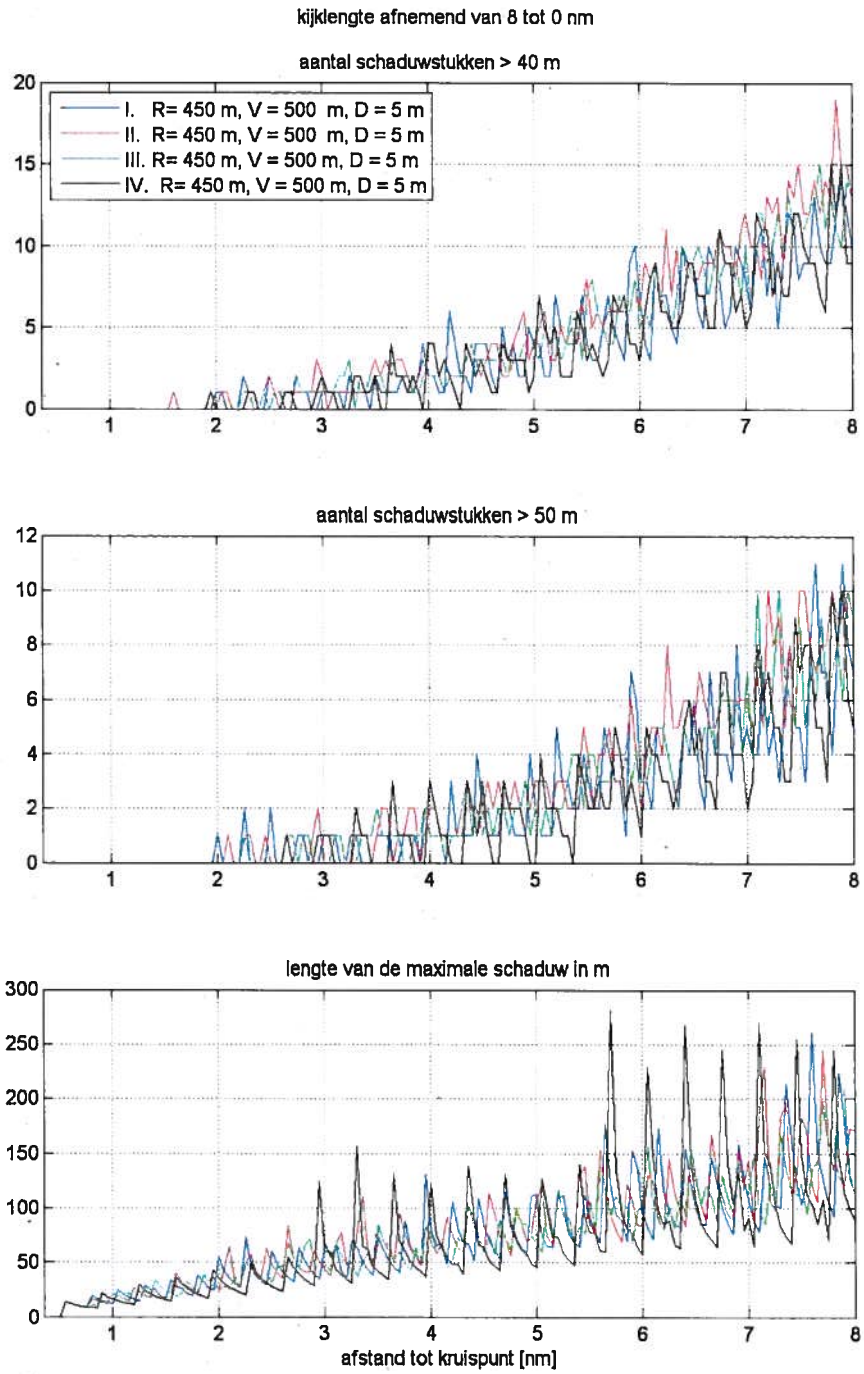 kijklengte afnemend van 8 tot 0 nm
aantal schaduwstukken > 40 m
20
15
10
5
0
I. R= 450 m, V = 500 m, D = 5 m
II. R= 450 m, V = 500 m, D = 5 m
III. R= 450 m, V = 500 m, D = 5 m
IV. R= 450 m, V = 500 m, D = 5 m
1 2 3 4 5 6 7 8
aantal schaduwstukken > 50 m
12
10
8
6
4
2
0
1 2 3 4 5 6 7 8
lengte van de maximale schaduw in m
300
250
200
150
100
50
0
1 2 3 4 5 6 7 8
afstand tot kruispunt [nm]